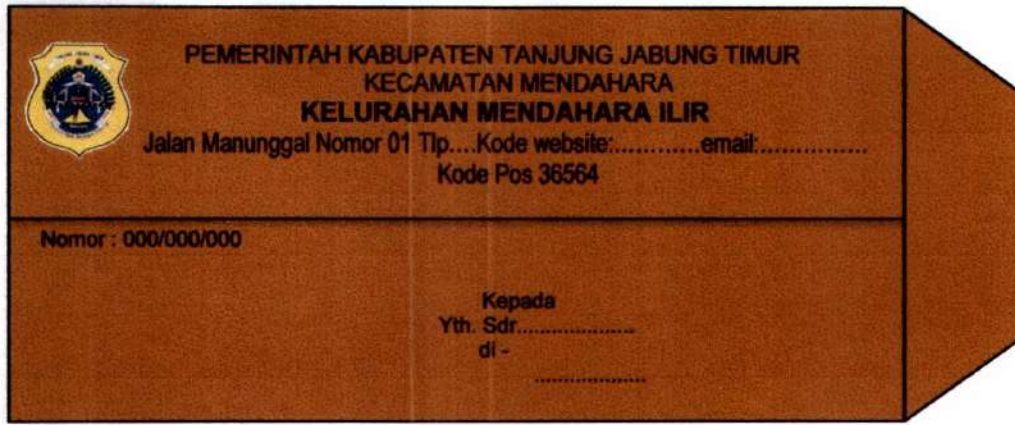 PEMERINTAH KABUPATEN TANJUNG JABUNG TIMUR
KECAMATAN MENDAHARA
KELURAHAN MENDAHARA ILIR
Jalan Manunggal Nomor 01 Tlp....Kode website:............email:...............
Kode Pos 36564
Nomor : 000/000/000
Kepada
Yth. Sdr.....................
di -
....................